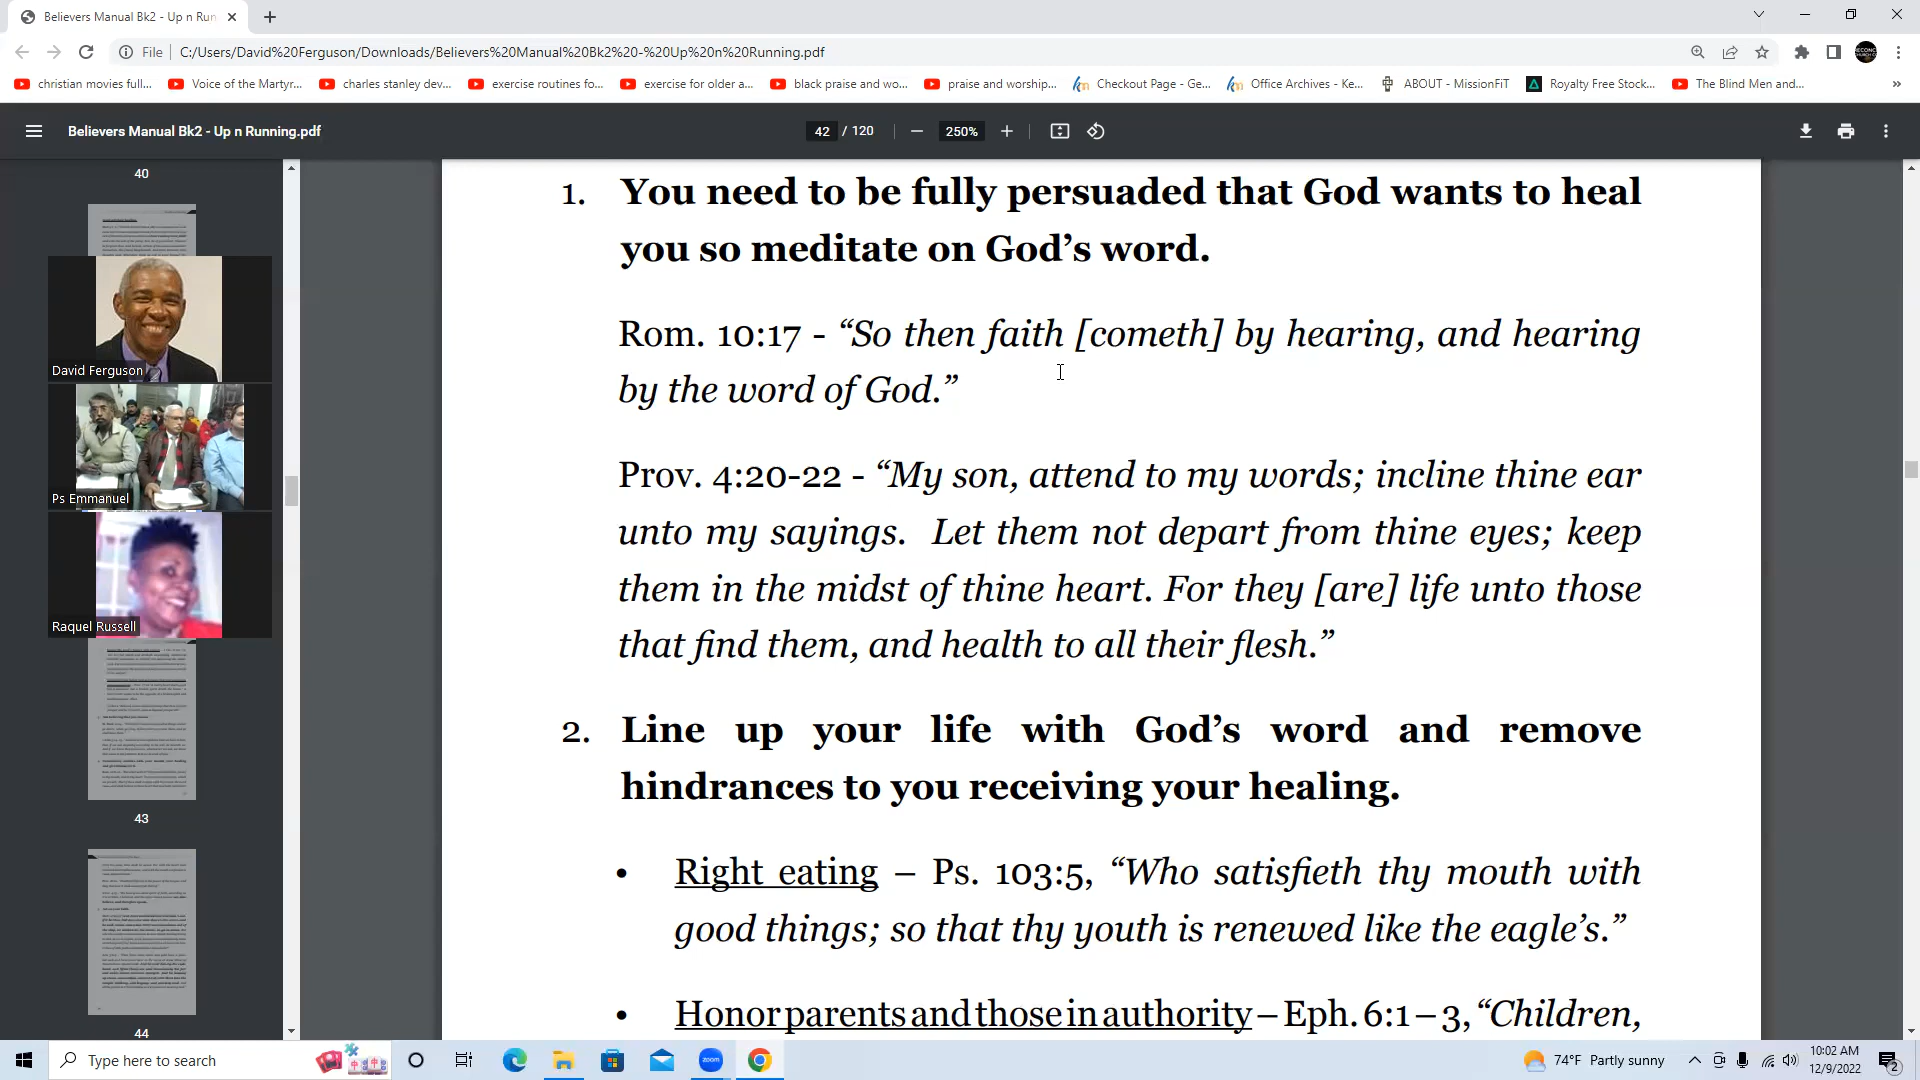 Believers Manual Bk2 - Up n Run
File C:/Users/David%20Ferguson/Downloads/Believers%20Manual%20Bk2%20-%20Up%20n%20Running.pdf
christian movies full... Voice of the Martyr... charles stanley dev... exercise routines fo... exercise for older a... black praise and wo... praise and worship... Checkout Page - Ge... Office Archives - Ke... ABOUT - MissionFiT Royalty Free Stock... The Blind Men and... »
Believers Manual Bk2 - Up n Running.pdf 42 / 120 250%
40
David Ferguson
Ps Emmanuel
Raquel Russell
43
44
1. You need to be fully persuaded that God wants to heal
you so meditate on God’s word.
Rom. 10:17 - “So then faith [cometh] by hearing, and hearing
by the word of God.”
Prov. 4:20-22 - “My son, attend to my words; incline thine ear
unto my sayings. Let them not depart from thine eyes; keep
them in the midst of thine heart. For they [are] life unto those
that find them, and health to all their flesh.”
2. Line up your life with God’s word and remove
hindrances to you receiving your healing.
• Right eating – Ps. 103:5, “Who satisfieth thy mouth with
good things; so that thy youth is renewed like the eagle’s.”
• Honor parents and those in authority – Eph. 6:1 – 3, “Children,
Type here to search
zoom
74°F Partly sunny
10:02 AM
12/9/2022
2